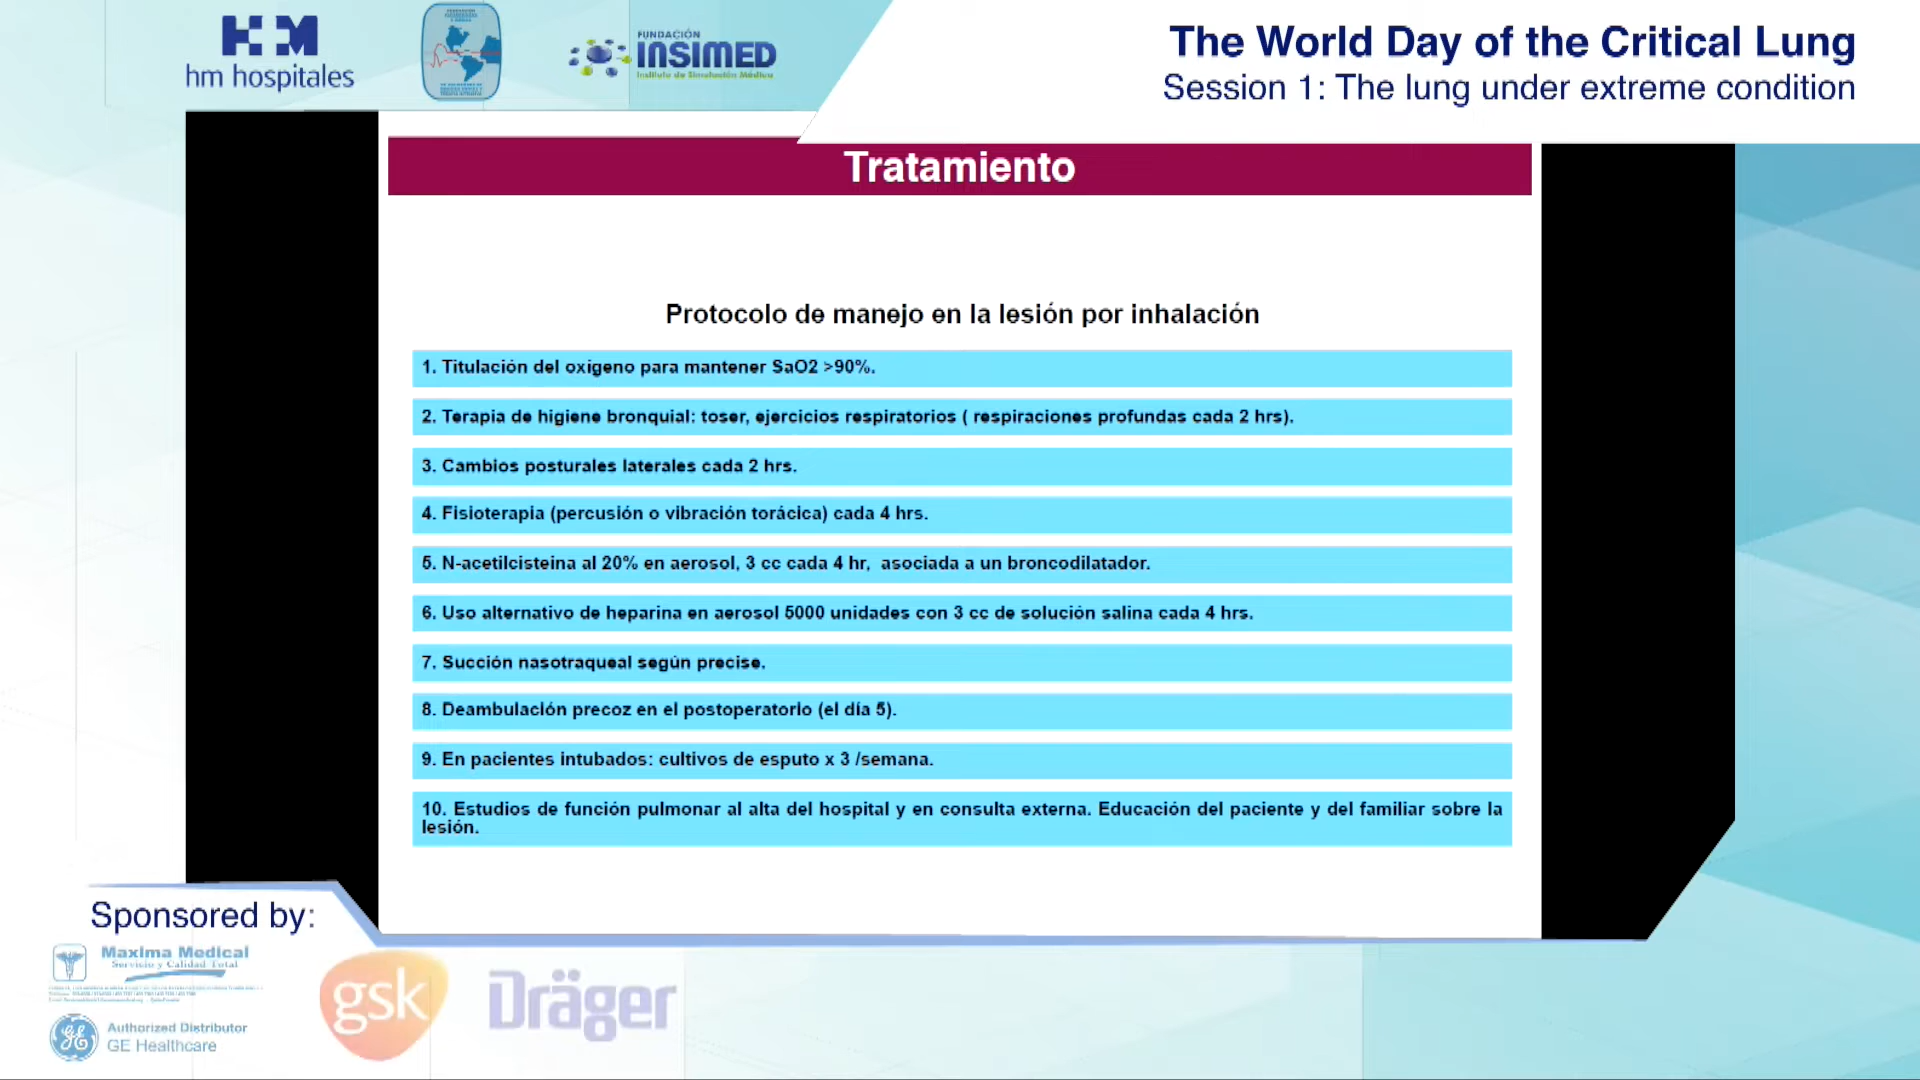 hm hospitales
FUNDACIÓN
INSIMED
Instituto de Simulación Médica
The World Day of the Critical Lung
Session 1: The lung under extreme condition
Tratamiento
Protocolo de manejo en la lesión por inhalación
1. Titulación del oxígeno para mantener SaO2 >90%.
2. Terapia de higiene bronquial: toser, ejercicios respiratorios ( respiraciones profundas cada 2 hrs).
3. Cambios posturales laterales cada 2 hrs.
4. Fisioterapia (percusión o vibración torácica) cada 4 hrs.
5. N-acetilcisteina al 20% en aerosol, 3 cc cada 4 hr, asociada a un broncodilatador.
6. Uso alternativo de heparina en aerosol 5000 unidades con 3 cc de solución salina cada 4 hrs.
7. Succión nasotraqueal según precise.
8. Deambulación precoz en el postoperatorio (el día 5).
9. En pacientes intubados: cultivos de esputo x 3 /semana.
10. Estudios de función pulmonar al alta del hospital y en consulta externa. Educación del paciente y del familiar sobre la
lesión.
Sponsored by:
Maxima Medical
Servicio y Calidad Total
gsk
Dräger
Authorized Distributor
GE Healthcare